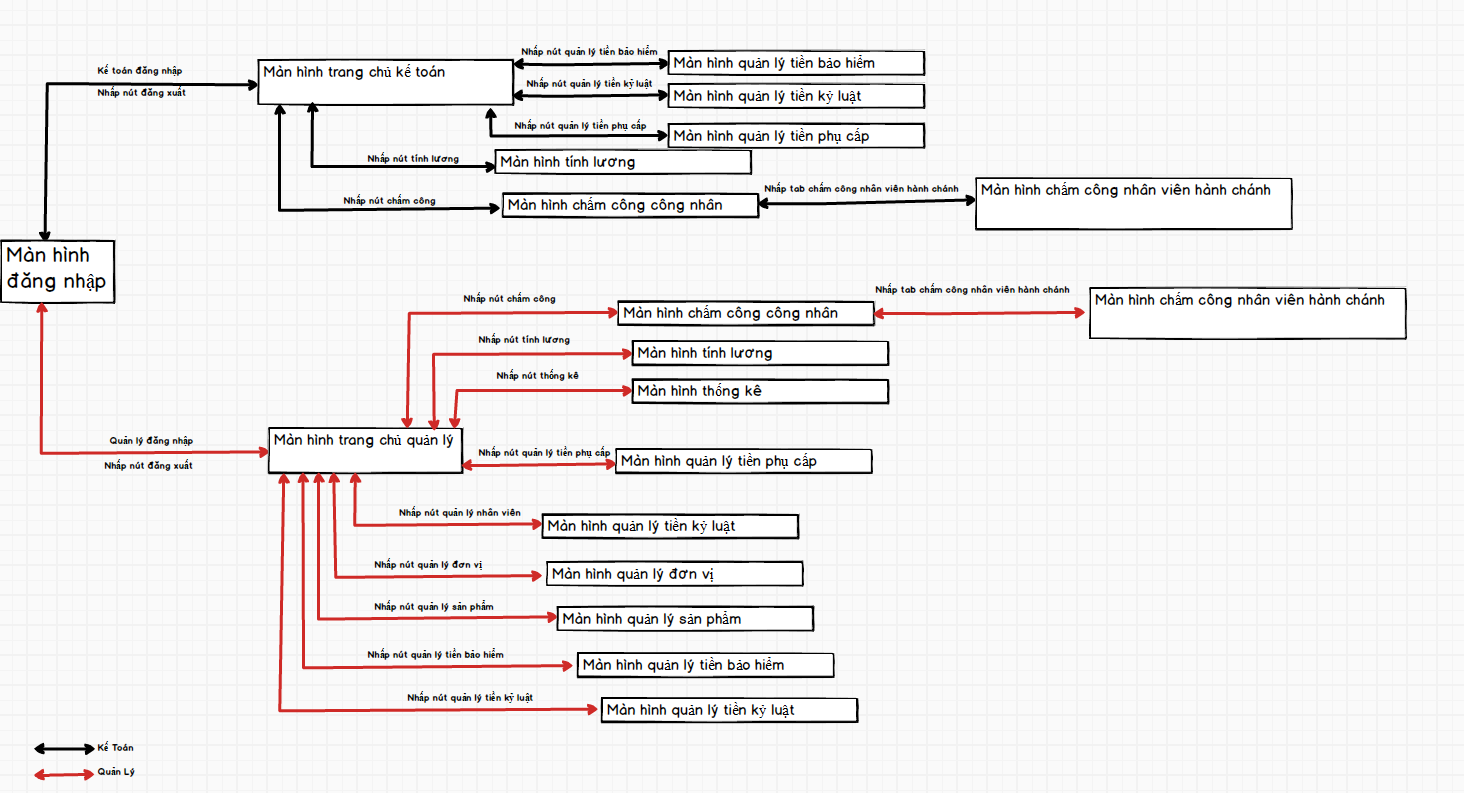 Nhấp nút quản lý tiền bảo hiểm
Màn hình trang chủ kế toán
Màn hình quản lý tiền bảo hiểm
Kế toán đăng nhập
Nhấp nút đăng xuất
Nhấp nút quản lý tiền kỷ luật
Màn hình quản lý tiền kỷ luật
Nhấp nút quản lý tiền phụ cấp
Màn hình quản lý tiền phụ cấp
Nhấp nút tính lương
Màn hình tính lương
Nhấp nút chấm công
Màn hình chấm công công nhân
Nhấp tab chấm công nhân viên hành chánh
Màn hình chấm công nhân viên hành chánh
Màn hình
đăng nhập
Nhấp nút chấm công
Màn hình chấm công công nhân
Nhấp tab chấm công nhân viên hành chánh
Màn hình chấm công nhân viên hành chánh
Nhấp nút tính lương
Màn hình tính lương
Nhấp nút thống kê
Màn hình thống kê
Quản lý đăng nhập
Nhấp nút đăng xuất
Màn hình trang chủ quản lý
Nhấp nút quản lý tiền phụ cấp
Màn hình quản lý tiền phụ cấp
Nhấp nút quản lý nhân viên
Màn hình quản lý tiền kỷ luật
Nhấp nút quản lý đơn vị
Màn hình quản lý đơn vị
Nhấp nút quản lý sản phẩm
Màn hình quản lý sản phẩm
Nhấp nút quản lý tiền bảo hiểm
Màn hình quản lý tiền bảo hiểm
Nhấp nút quản lý tiền kỷ luật
Màn hình quản lý tiền kỷ luật
Kế Toán
Quản Lý